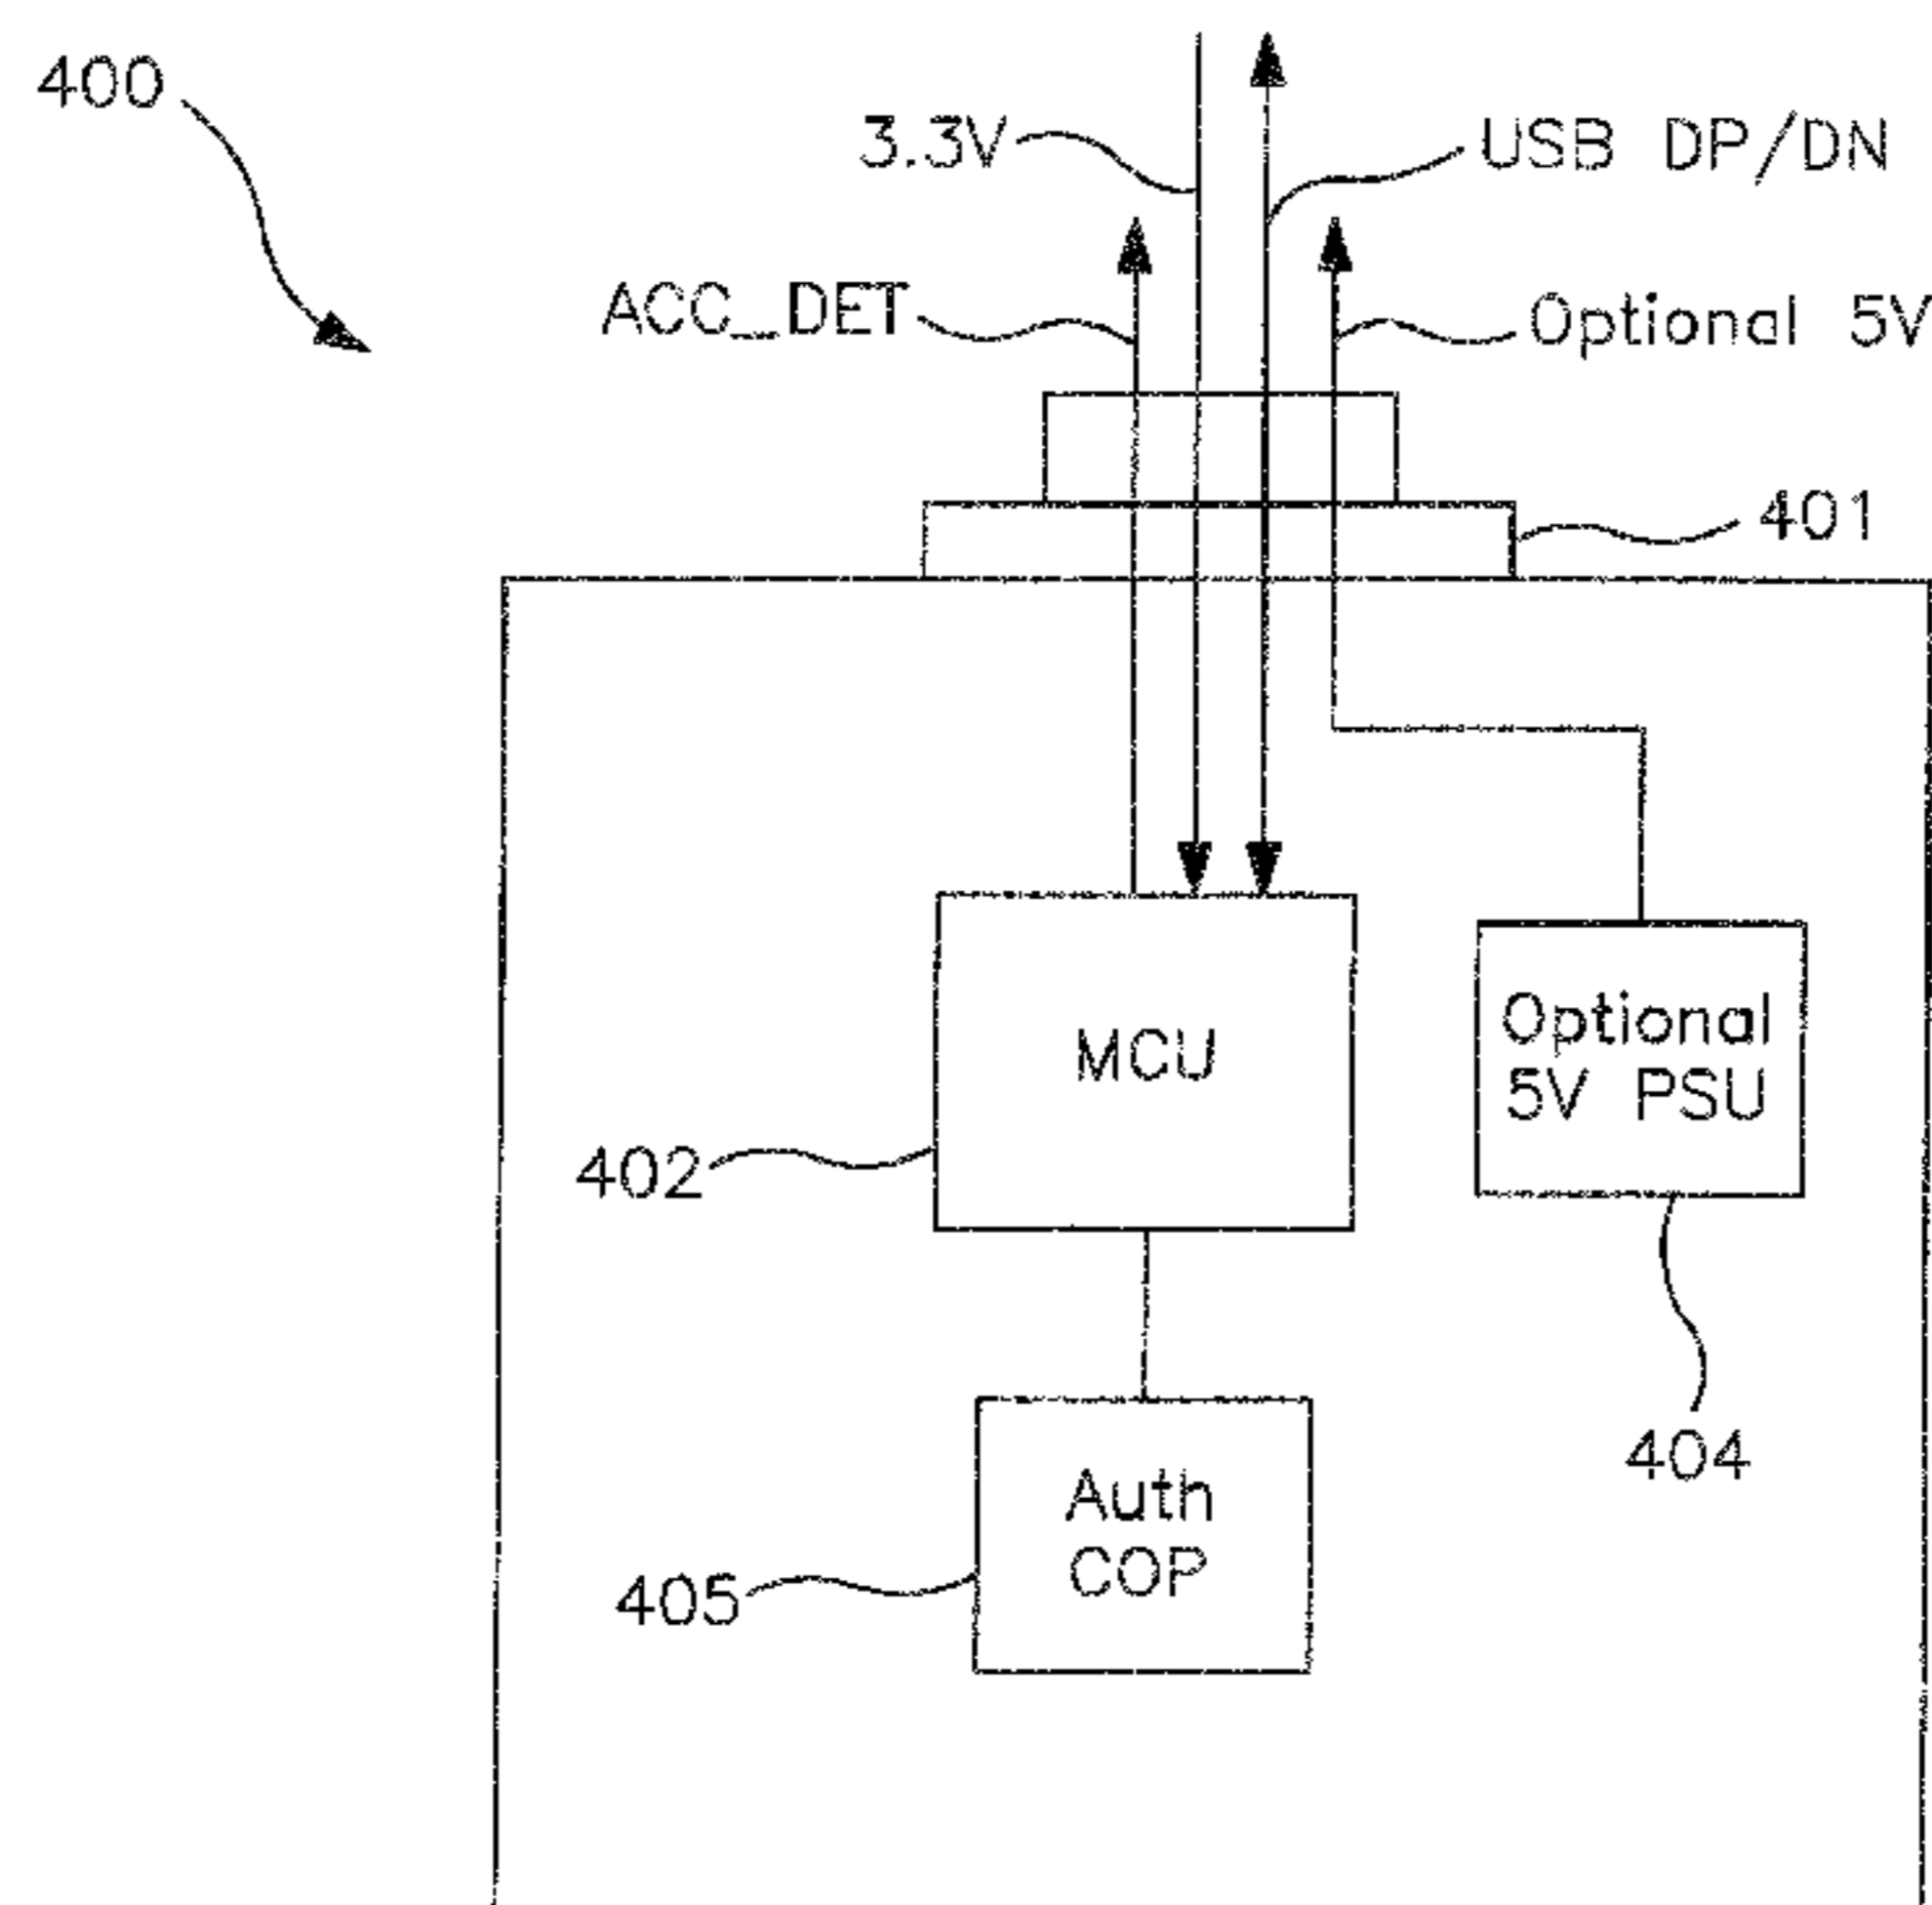 400
3.3V
USB DP/DN
ACC_DET
Optional 5V
401
MCU
Optional
5V PSU
402
404
Auth
COP
405